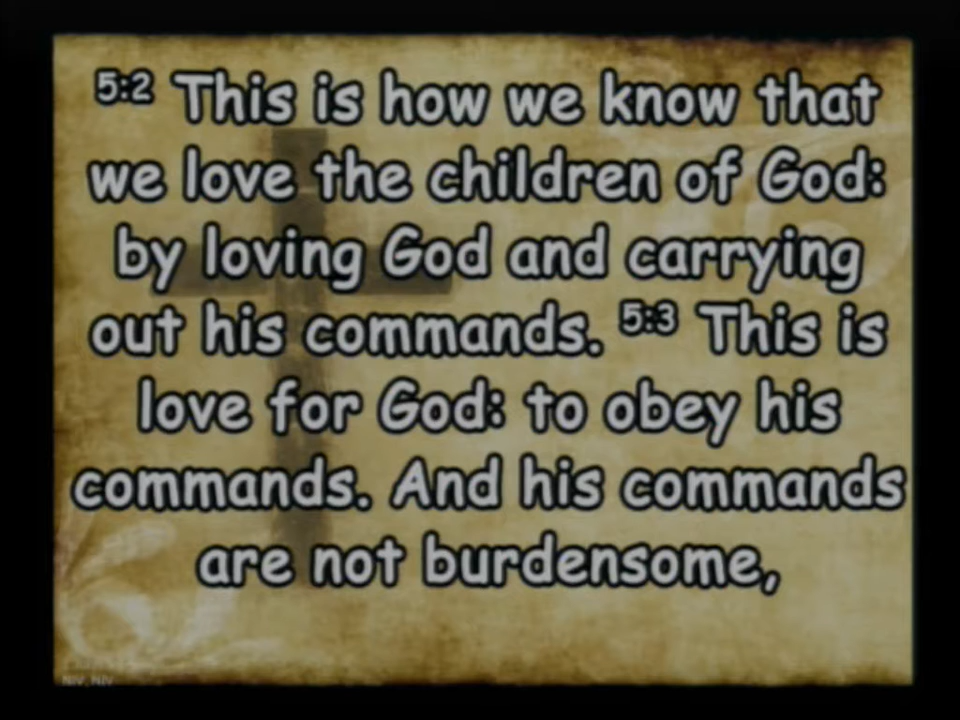 5:2 This is how we know that
we love the children of God:
by loving God and carrying
out his commands. 5:3 This is
love for God: to obey his
commands. And his commands
are not burdensome,
NIV, NIV